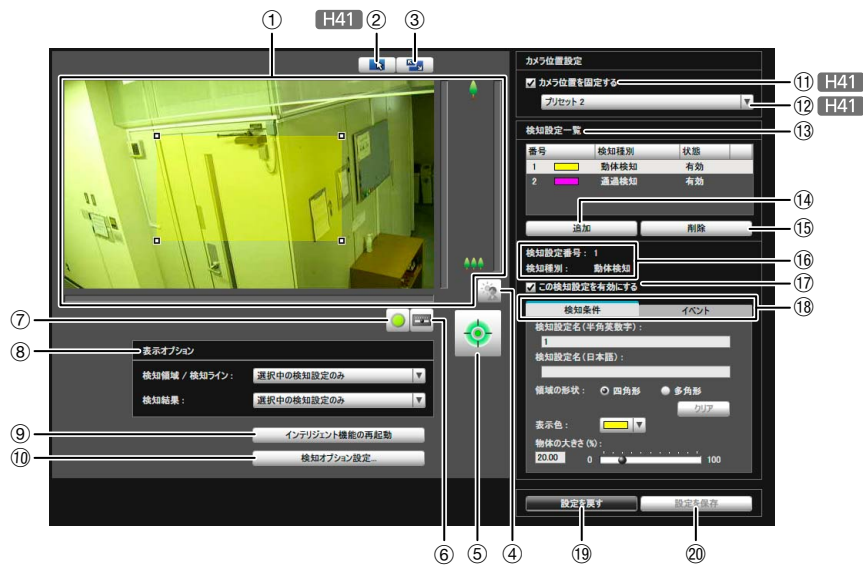 ① H41 ② ③
カメラ位置設定
カメラ位置を固定する ⑪ H41
プリセット 2 ⑫ H41
検知設定一覧 ⑬
番号 検知種別 状態
1 動体検知 有効
2 通過検知 有効
⑭
追加 削除 ⑮
検知設定番号： 1 ⑯
検知種別： 動体検知
この検知設定を有効にする ⑰
検知条件 イベント ⑱
検知設定名(半角英数字)：
1
検知設定名(日本語)：
領域の形状： 四角形 多角形
クリア
表示色：
物体の大きさ(%)：
20.00 0 100
設定を戻す 設定を保存
⑦
⑧ 表示オプション
検知領域 / 検知ライン： 選択中の検知設定のみ
検知結果： 選択中の検知設定のみ
⑨ インテリジェント機能の再起動
⑩ 検知オプション設定...
⑥ ⑤ ④ ⑲ ⑳